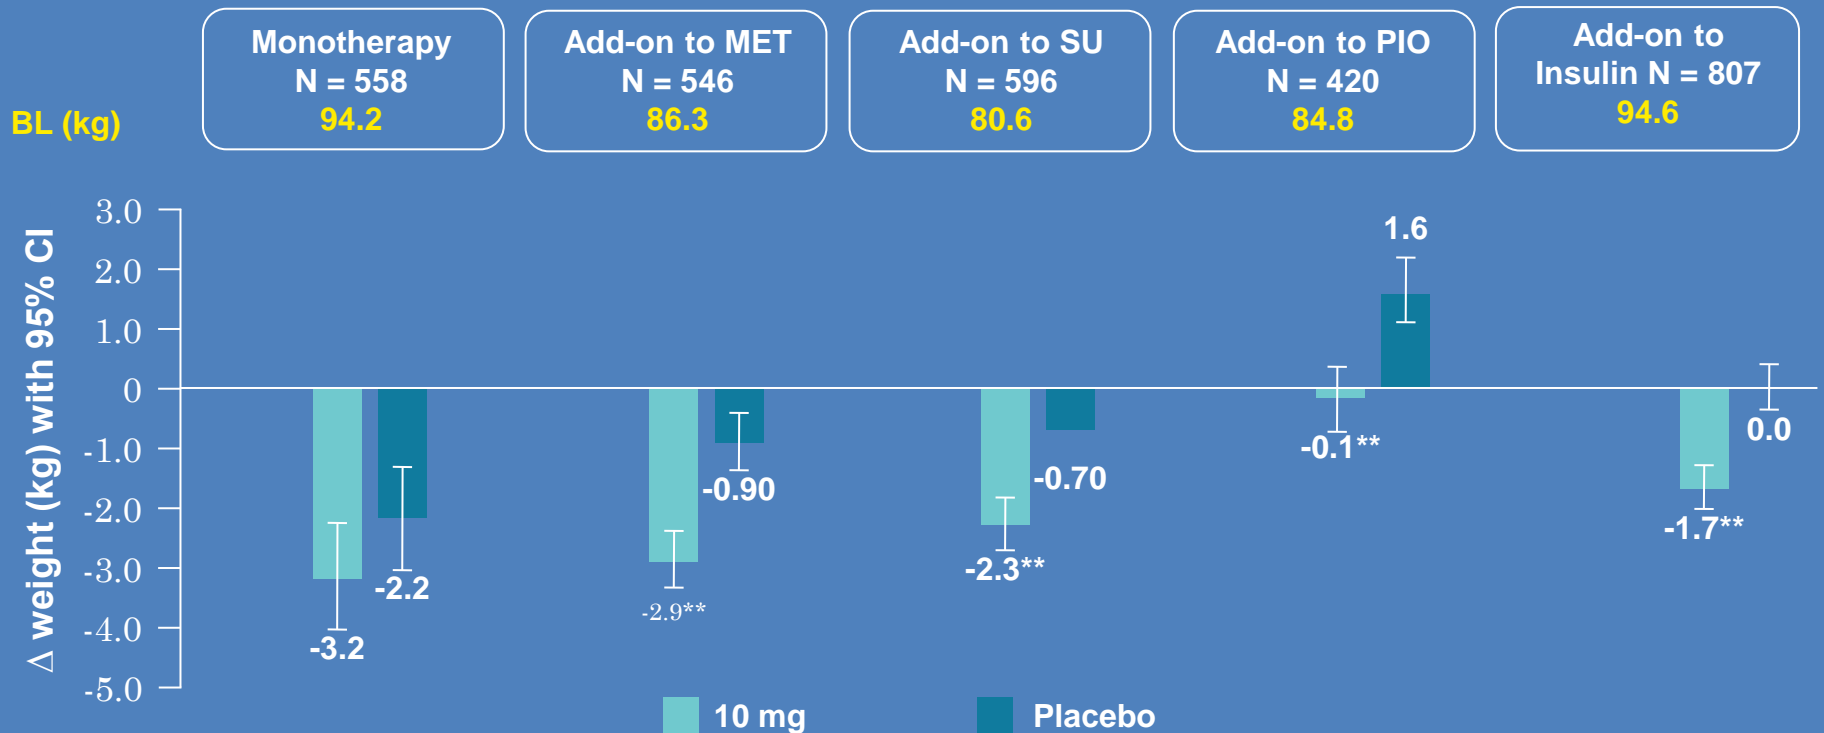 Monotherapy
N = 558
94.2
Add-on to MET
N = 546
86.3
Add-on to SU
N = 596
80.6
Add-on to PIO
N = 420
84.8
Add-on to
Insulin N = 807
94.6
BL (kg)
Δ weight (kg) with 95% CI
3.0
2.0
1.0
0
-1.0
-2.0
-3.0
-4.0
-5.0
-3.2
-2.2
-2.9**
-0.90
-2.3**
-0.70
-0.1**
1.6
-1.7**
0.0
10 mg
Placebo